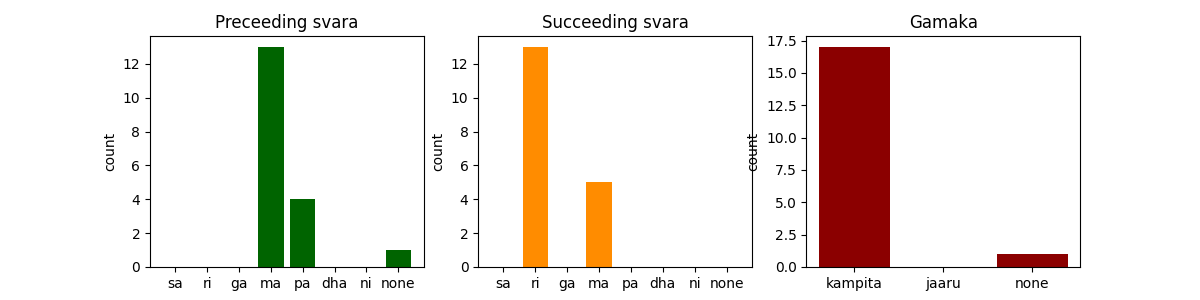 Preceeding svara
count
12
10
8
6
4
2
0
sa ri ga ma pa dha ni none
Succeeding svara
count
12
10
8
6
4
2
0
sa ri ga ma pa dha ni none
Gamaka
count
17.5
15.0
12.5
10.0
7.5
5.0
2.5
0.0
kampita jaaru none